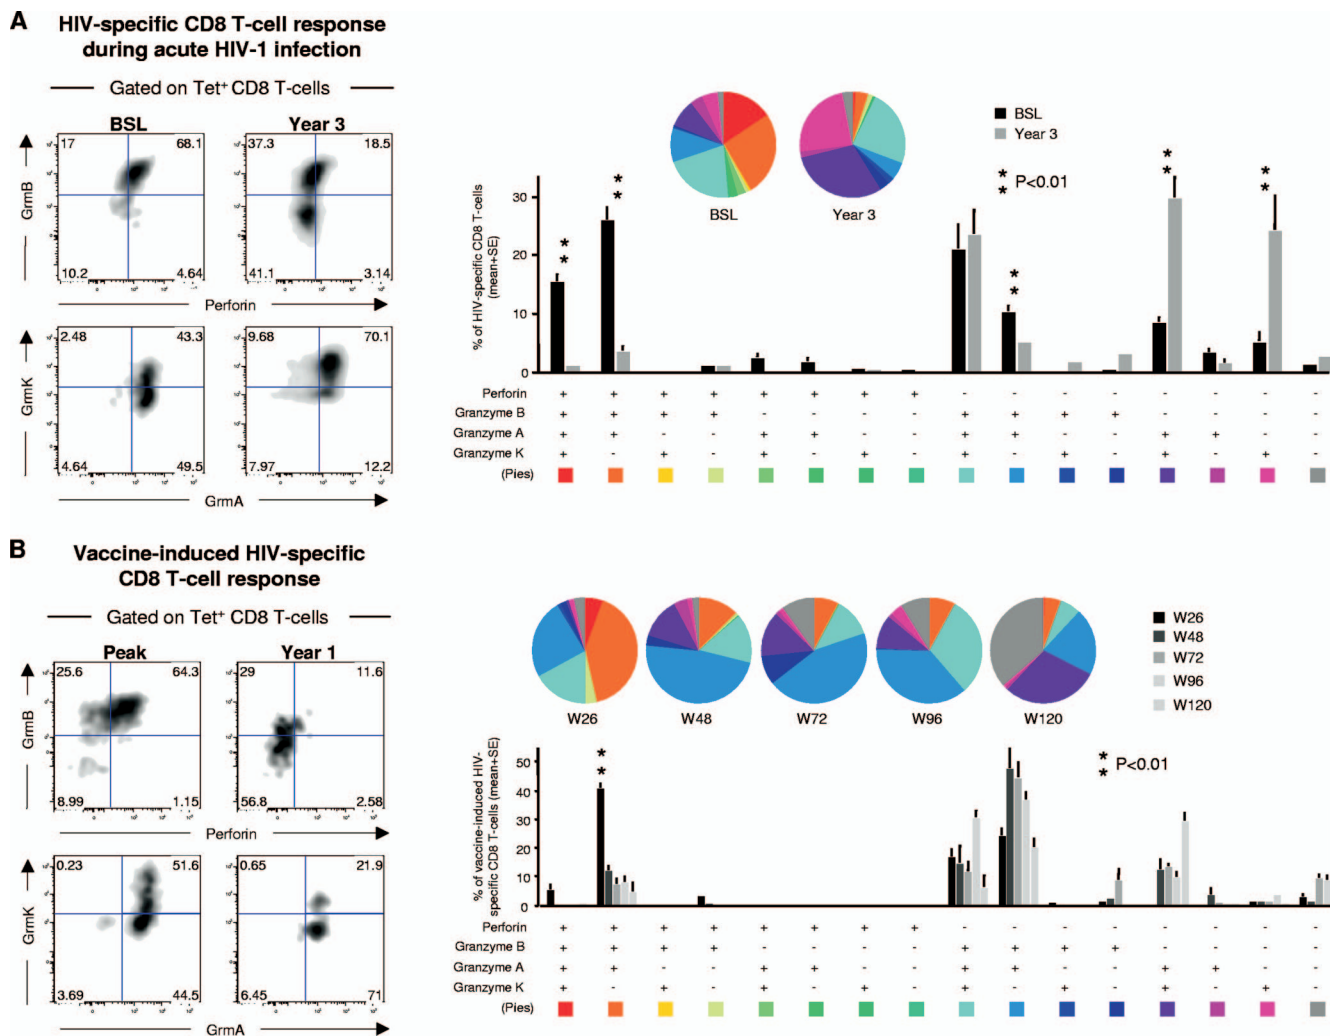 A
HIV-specific CD8 T-cell response
during acute HIV-1 infection
Gated on Tet+ CD8 T-cells
BSL
Year 3
17
68.1
10.2
4.64
37.3
18.5
41.1
3.14
GrmB
Perforin
2.48
43.3
4.64
49.5
9.68
70.1
7.97
12.2
GrmK
GrmA
BSL
Year 3
BSL
Year 3
** P<0.01
% of HIV-specific CD8 T-cells
(mean+SE)
30
20
10
0
** ** ** ** **
Perforin + + + + + + + + - - - - - - - -
Granzyme B + + + + - - - - + + + + - - - -
Granzyme A + + - - + + - - + + - - + + - -
Granzyme K + - + - + - + - + - + - + - + -
(Pies)
B
Vaccine-induced HIV-specific
CD8 T-cell response
Gated on Tet+ CD8 T-cells
Peak
Year 1
25.6
64.3
8.99
1.15
29
11.6
56.8
2.58
GrmB
Perforin
0.23
51.6
3.69
44.5
0.65
21.9
6.45
71
GrmK
GrmA
W26
W48
W72
W96
W120
W26
W48
W72
W96
W120
** P<0.01
% of vaccine-induced HIV-
specific CD8 T-cells (mean+SE)
50
40
30
20
10
0
**
Perforin + + + + + + + + - - - - - - - -
Granzyme B + + + + - - - - + + + + - - - -
Granzyme A + + - - + + - - + + - - + + - -
Granzyme K + - + - + - + - + - + - + - + -
(Pies)